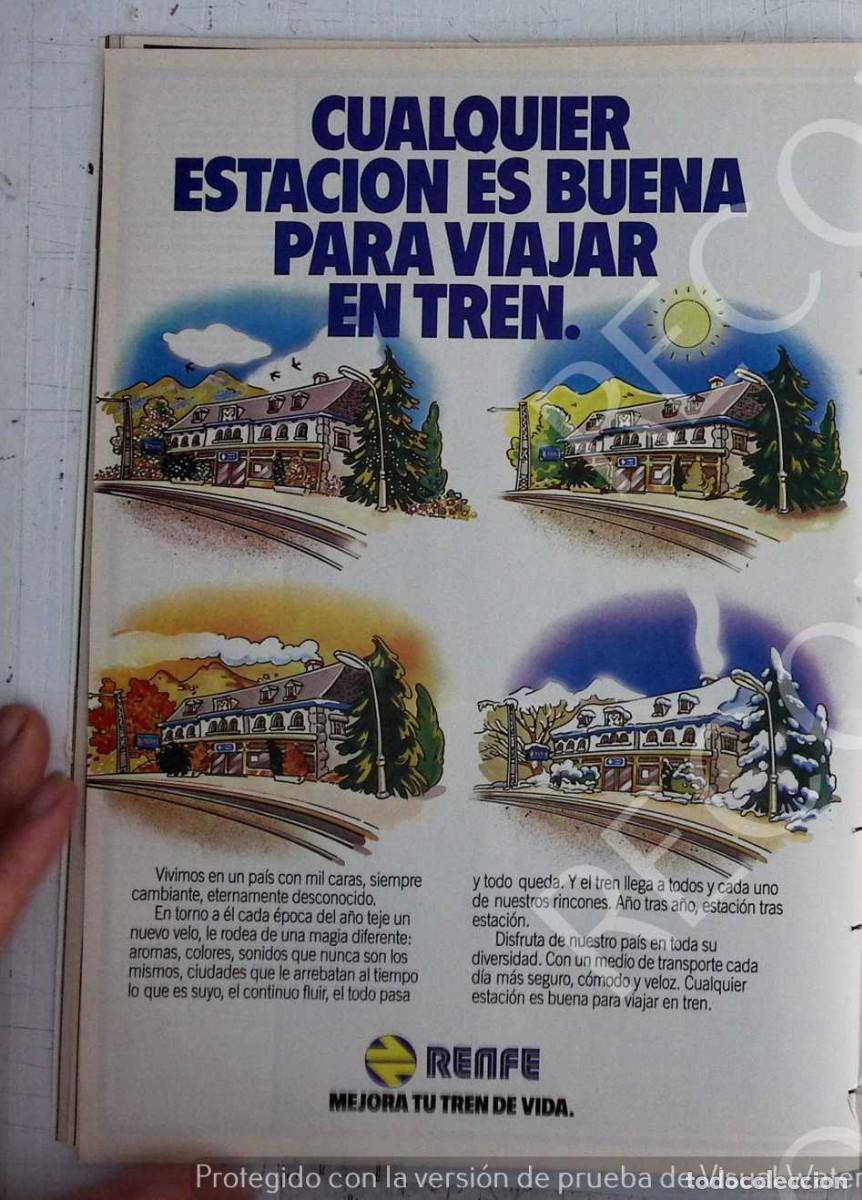 CUALQUIER
ESTACION ES BUENA
PARA VIAJAR
EN TREN.
Vivimos en un país con mil caras, siempre
cambiante, eternamente desconocido.
En torno a él cada época del año teje un
nuevo velo, le rodea de una magia diferente:
aromas, colores, sonidos que nunca son los
mismos, ciudades que le arrebatan al tiempo
lo que es suyo, el continuo fluir, el todo pasa
y todo queda. Y el tren llega a todos y cada uno
de nuestros rincones. Año tras año, estación tras
estación.
Disfruta de nuestro país en toda su
diversidad. Con un medio de transporte cada
día más seguro, cómodo y veloz. Cualquier
estación es buena para viajar en tren.
RENFE
MEJORA TU TREN DE VIDA.
Protegido con la versión de prueba de Visual Water
todocoleccion